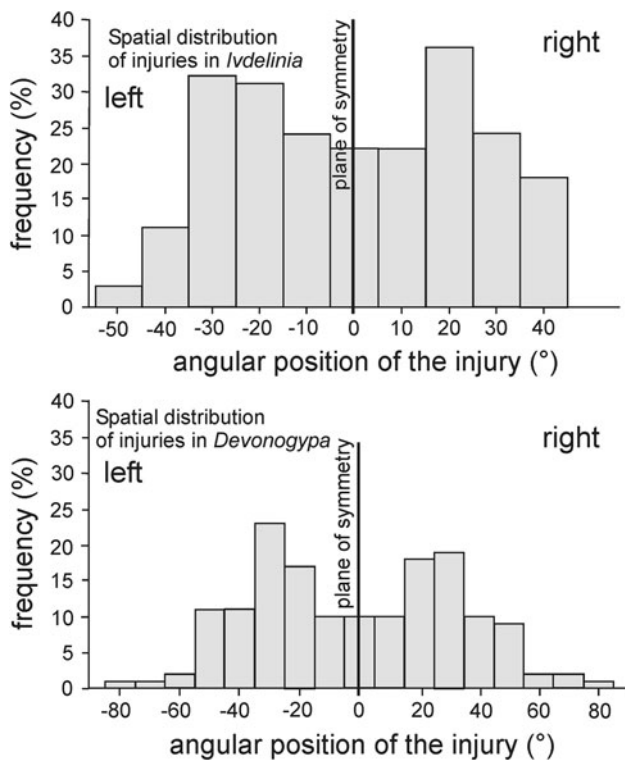 Spatial distribution
of injuries in Ivdelinia
left
right
plane of symmetry
frequency (%)
40
35
30
25
20
15
10
5
0
-50 -40 -30 -20 -10 0 10 20 30 40
angular position of the injury (°)
Spatial distribution
of injuries in Devonogypa
left
right
plane of symmetry
frequency (%)
40
35
30
25
20
15
10
5
0
-80 -60 -40 -20 0 20 40 60 80
angular position of the injury (°)